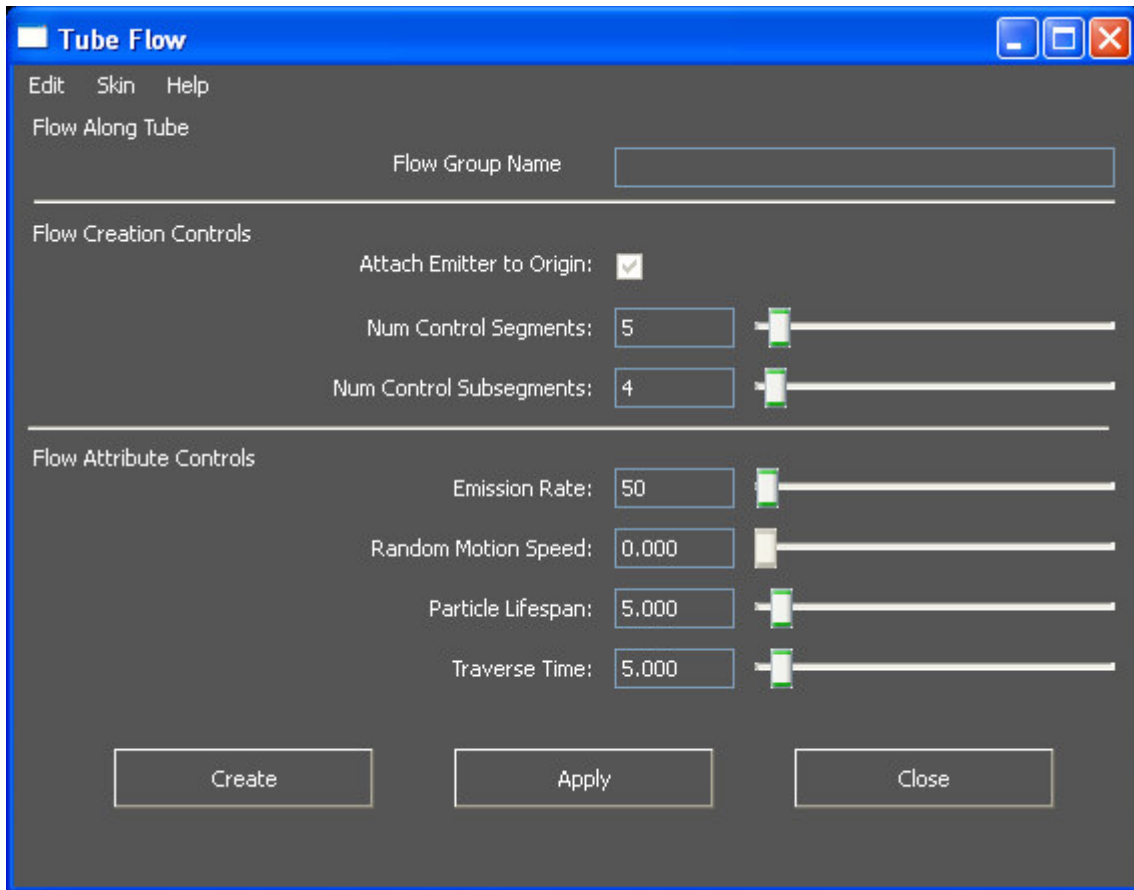 Tube Flow
Edit Skin Help
Flow Along Tube
Flow Group Name
Flow Creation Controls
Attach Emitter to Origin:
Num Control Segments: 5
Num Control Subsegments: 4
Flow Attribute Controls
Emission Rate: 50
Random Motion Speed: 0.000
Particle Lifespan: 5.000
Traverse Time: 5.000
Create Apply Close